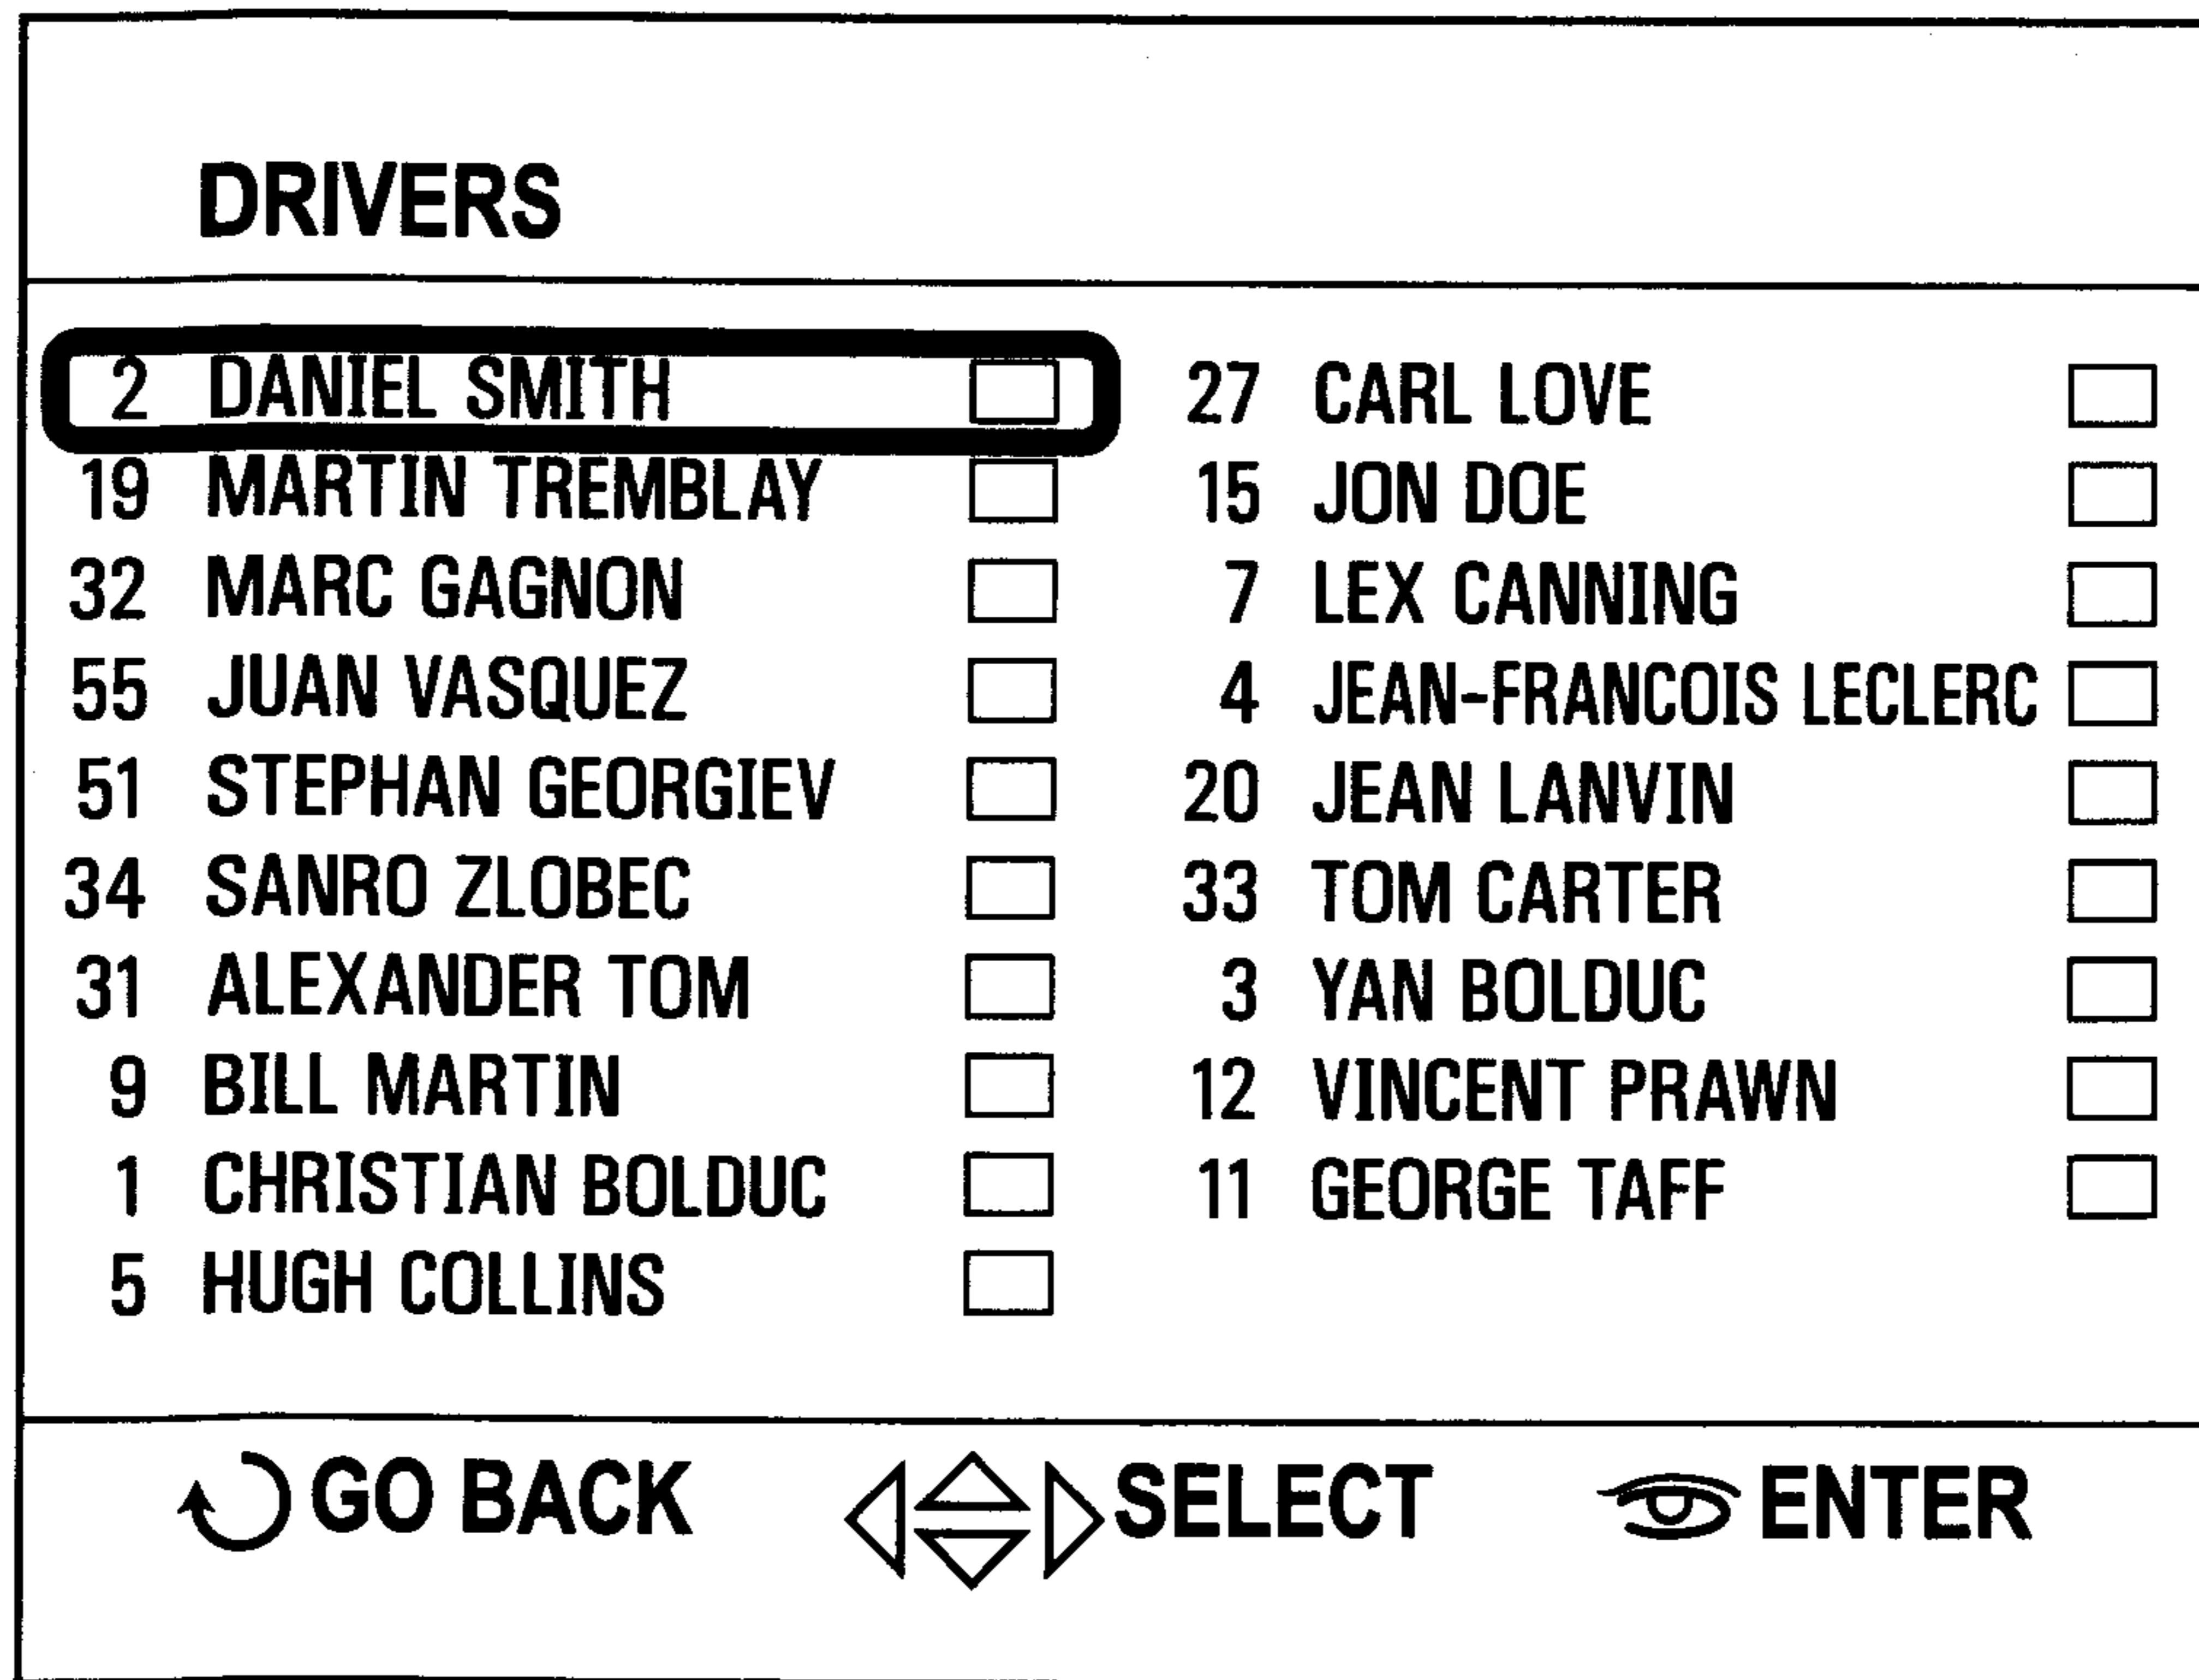 DRIVERS
2 DANIEL SMITH
19 MARTIN TREMBLAY
32 MARC GAGNON
55 JUAN VASQUEZ
51 STEPHAN GEORGIEV
34 SANRO ZLOBEC
31 ALEXANDER TOM
9 BILL MARTIN
1 CHRISTIAN BOLDUC
5 HUGH COLLINS
27 CARL LOVE
15 JON DOE
7 LEX CANNING
4 JEAN-FRANCOIS LECLERC
20 JEAN LANVIN
33 TOM CARTER
3 YAN BOLDUC
12 VINCENT PRAWN
11 GEORGE TAFF
GO BACK SELECT ENTER